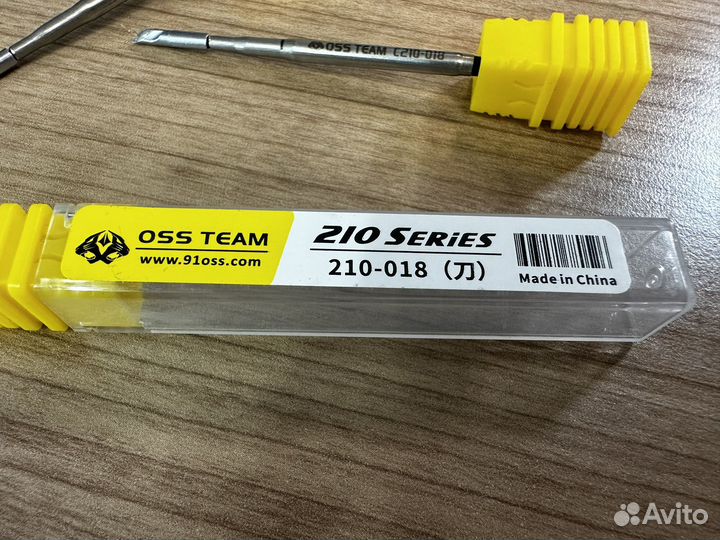 OSS TEAM C210-018
OSS TEAM
www.91oss.com
210 SERIES
210-018（刀）
Made in China
Avito